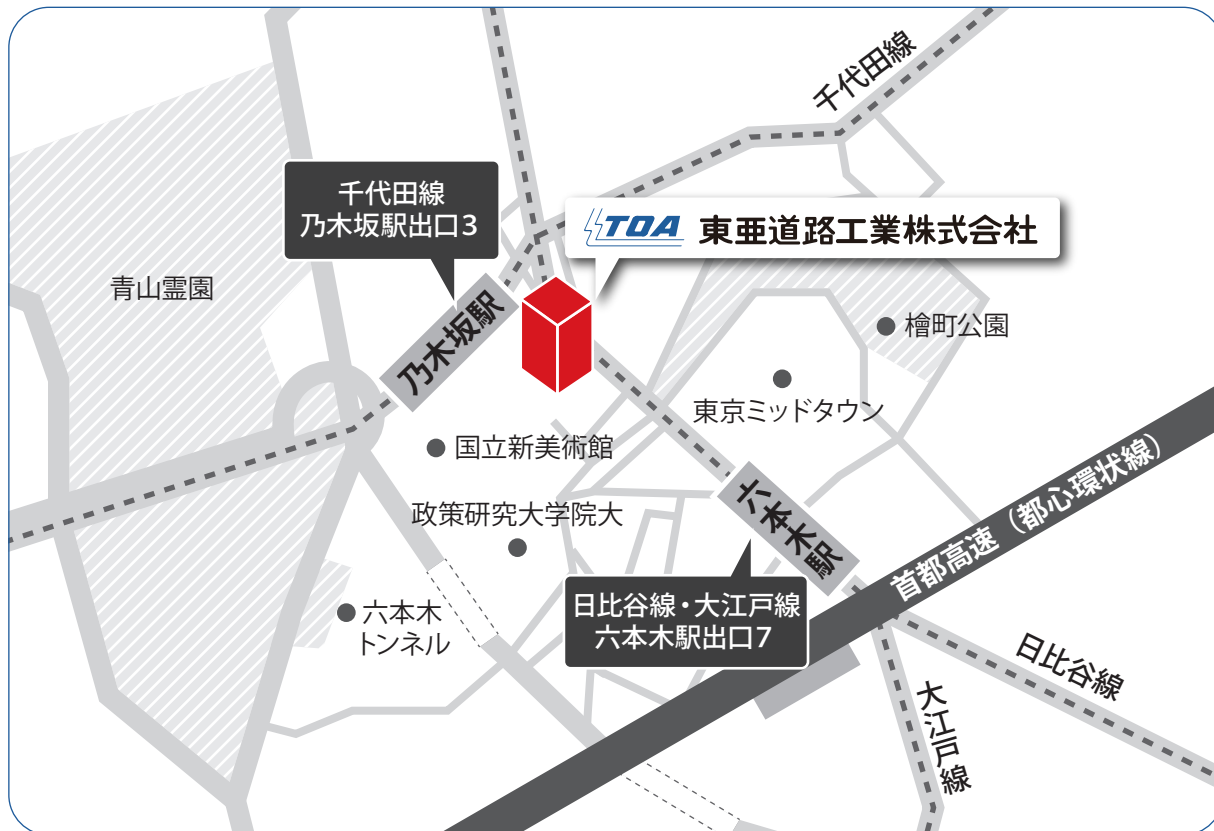 千代田線
千代田線
乃木坂駅出口3
TOA 東亜道路工業株式会社
青山霊園
乃木坂駅
檜町公園
東京ミッドタウン
国立新美術館
政策研究大学院大
六本木駅
首都高速（都心環状線）
六本木
トンネル
日比谷線・大江戸線
六本木駅出口7
日比谷線
大江戸線